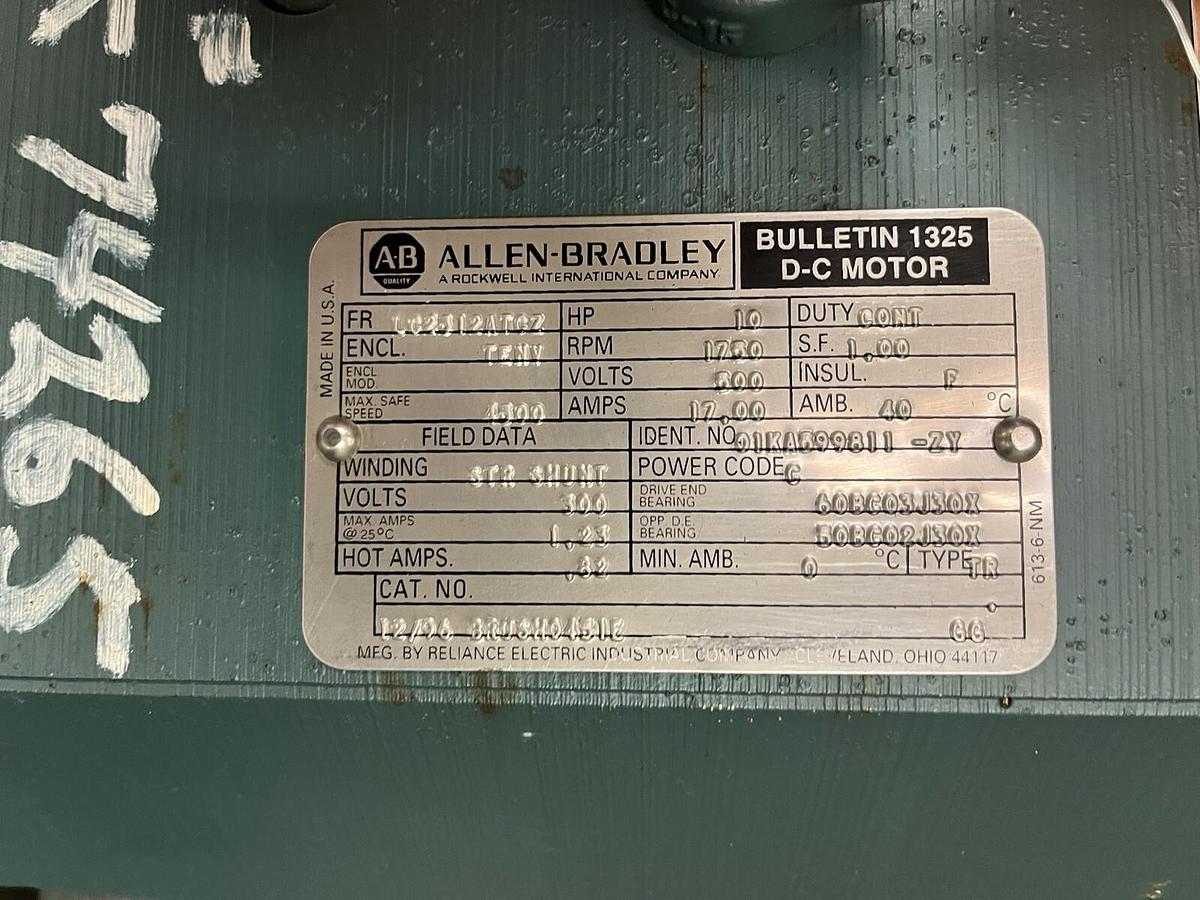 A-B QUALITY ALLEN-BRADLEY
A ROCKWELL INTERNATIONAL COMPANY
BULLETIN 1325
D-C MOTOR
MADE IN U.S.A.
FR LC2512ATCZ HP 10 DUTY CONT
ENCL. TENV RPM 1750 S.F. 1.00
ENCL MOD. VOLTS 500 INSUL. F
MAX. SAFE SPEED 4500 AMPS 17.00 AMB. 40 °C
FIELD DATA IDENT. NO. 01KA599811 -ZY
WINDING STR SHUNT POWER CODE C
VOLTS 300 DRIVE END BEARING 60BC03J30X
MAX. AMPS @ 25°C 1.23 OPP. D.E. BEARING 50BC02J30X
HOT AMPS. .82 MIN. AMB. 0 °C TYPE TR
CAT. NO.
12/96 GG
MFG. BY RELIANCE ELECTRIC INDUSTRIAL COMPANY CLEVELAND, OHIO 44117
613-6-NM
74265